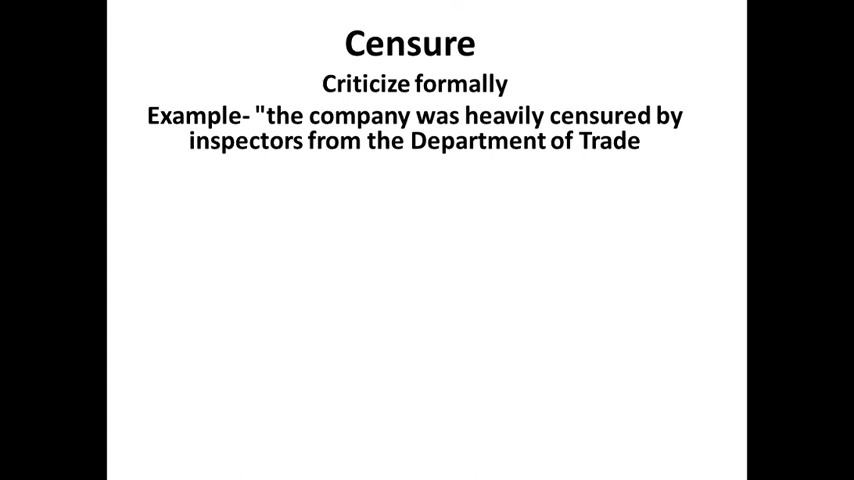 Censure
Criticize formally
Example- "the company was heavily censured by
inspectors from the Department of Trade